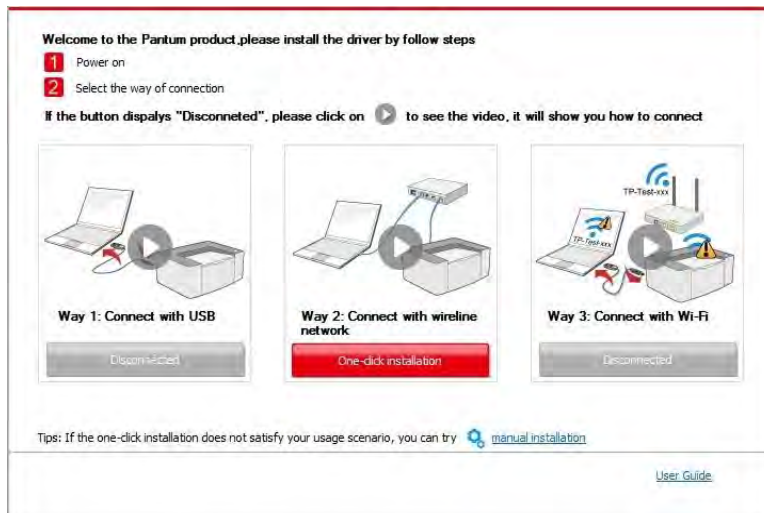 Welcome to the Pantum product,please install the driver by follow steps
1 Power on
2 Select the way of connection
If the button dispalys "Disconneted", please click on to see the video, it will show you how to connect
TP-Test-xxx
TP-Test-xxx
Way 1: Connect with USB
Way 2: Connect with wireline
network
Way 3: Connect with Wi-Fi
Disconnected
One-click installation
Disconnected
Tips: If the one-click installation does not satisfy your usage scenario, you can try manual installation
User Guide